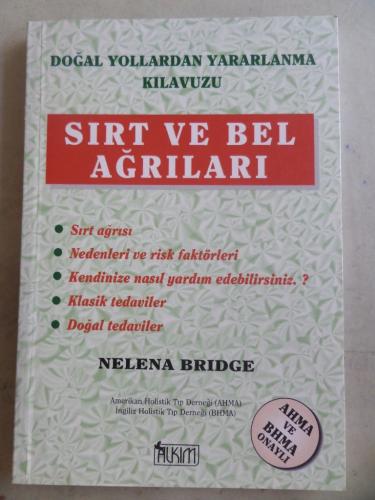 DOĞAL YOLLARDAN YARARLANMA
KILAVUZU
SIRT VE BEL
AĞRILARI
Sırt ağrısı
Nedenleri ve risk faktörleri
Kendinize nasıl yardım edebilirsiniz. ?
Klasik tedaviler
Doğal tedaviler
NELENA BRIDGE
Amerikan Holistik Tıp Derneği (AHMA)
İngiliz Holistik Tıp Derneği (BHMA)
AHMA
VE
BHMA
ONAYLI
ALKIM